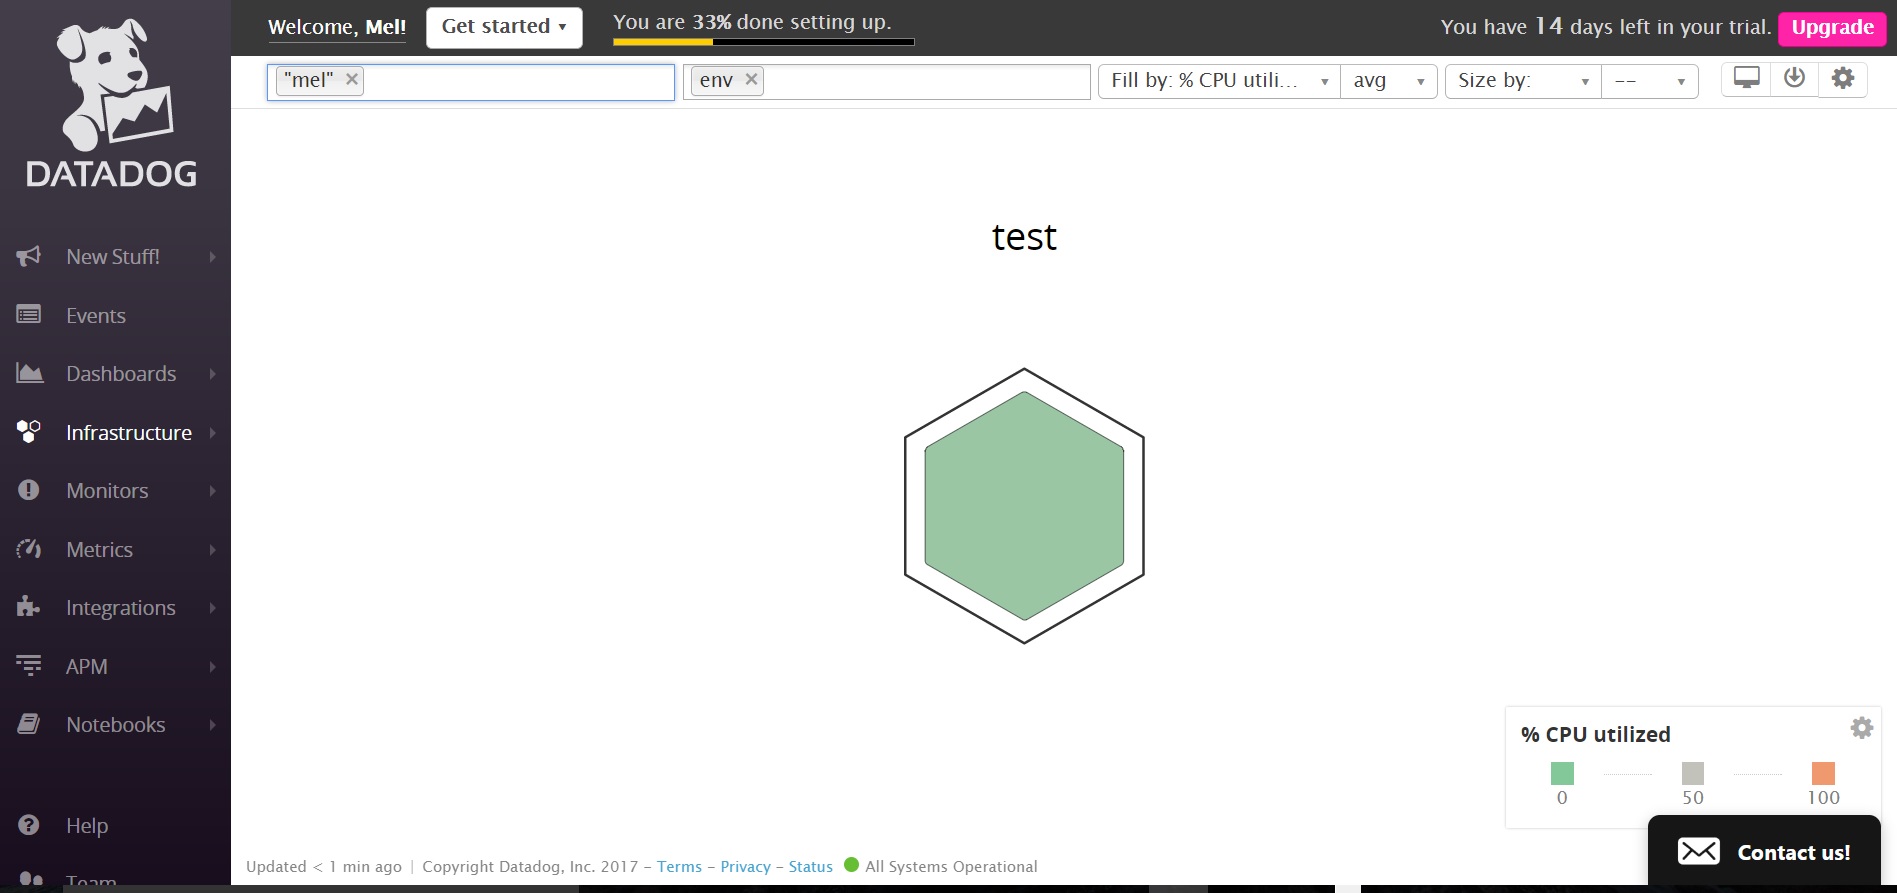 Welcome, Mel!
Get started
You are 33% done setting up.
You have 14 days left in your trial.
Upgrade
"mel" ×
env ×
Fill by: % CPU utili...
avg
Size by:
--
DATADOG
New Stuff!
Events
Dashboards
Infrastructure
Monitors
Metrics
Integrations
APM
Notebooks
Help
Team
test
% CPU utilized
0 50 100
Contact us!
Updated < 1 min ago | Copyright Datadog, Inc. 2017 – Terms – Privacy – Status All Systems Operational